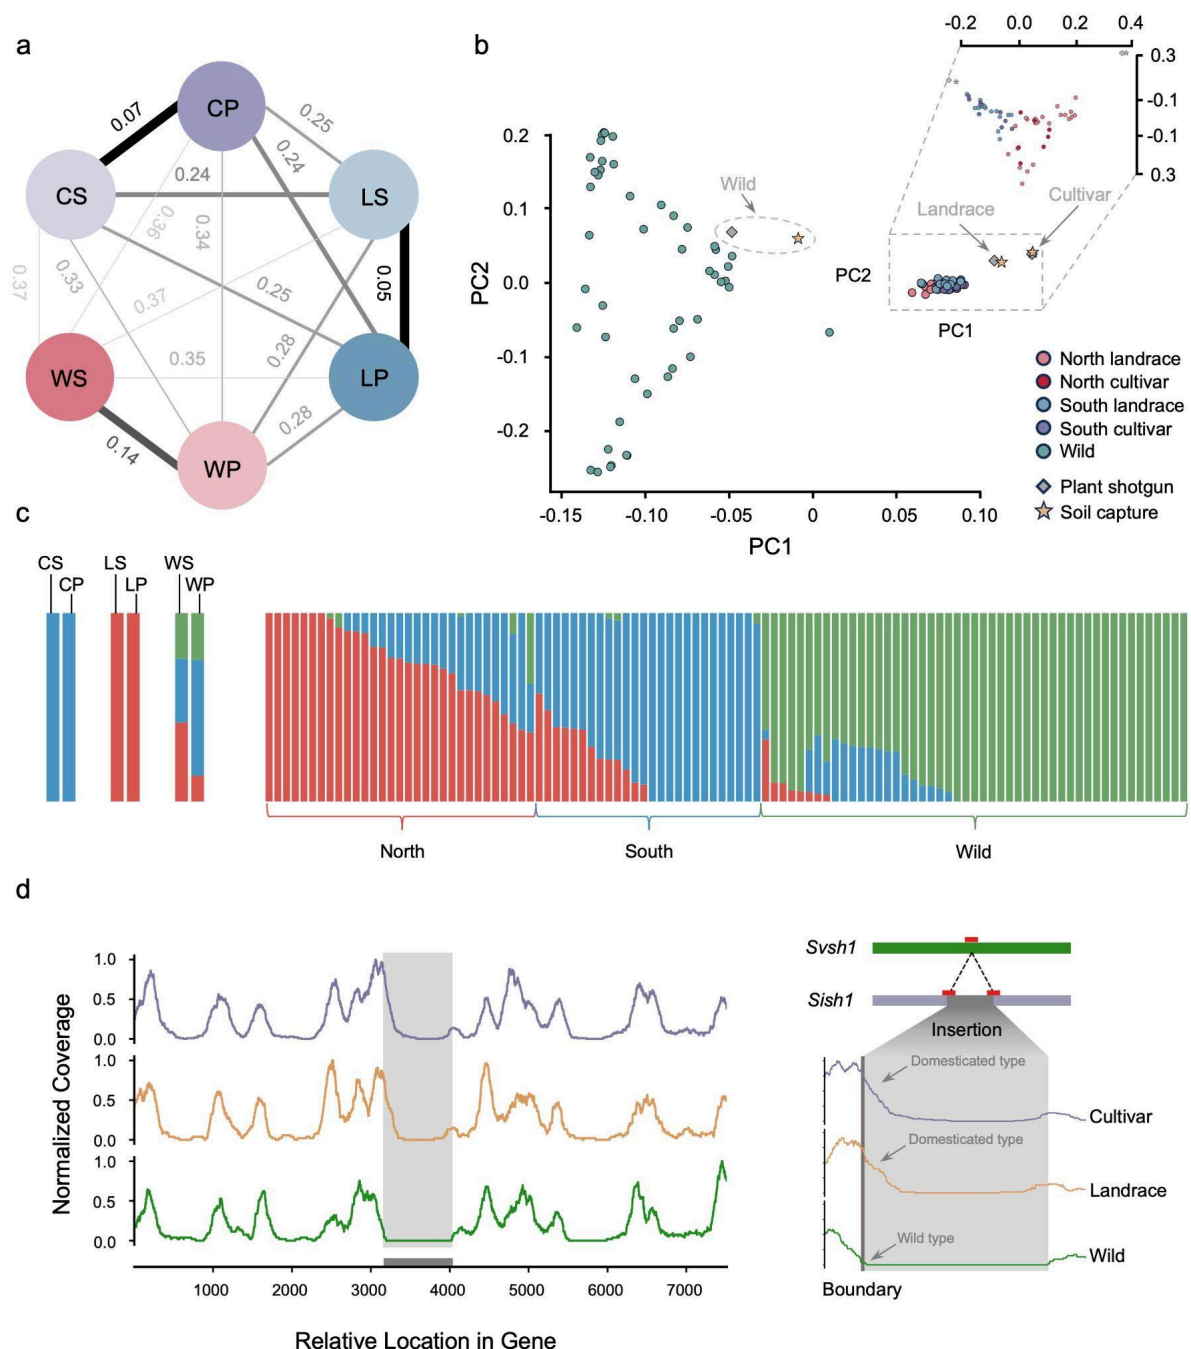 a
CP
CS
LS
WS
LP
WP
0.07
0.25
0.24
0.24
0.36
0.34
0.37
0.33
0.37
0.25
0.05
0.35
0.28
0.28
0.14
b
-0.2 0.0 0.2 0.4
0.3
-0.1
-0.1
0.3
0.2
0.1
0.0
-0.1
-0.2
PC2
-0.15 -0.10 -0.05 0 0.05 0.10
PC1
Wild
Landrace
Cultivar
PC2
PC1
North landrace
North cultivar
South landrace
South cultivar
Wild
Plant shotgun
Soil capture
c
CS
CP
LS
LP
WS
WP
North South Wild
d
Normalized Coverage
1.0
0.5
0.0
1.0
0.5
0.0
1.0
0.5
0.0
1000 2000 3000 4000 5000 6000 7000
Relative Location in Gene
Svsh1
Sish1
Insertion
Domesticated type
Cultivar
Domesticated type
Landrace
Wild type
Wild
Boundary